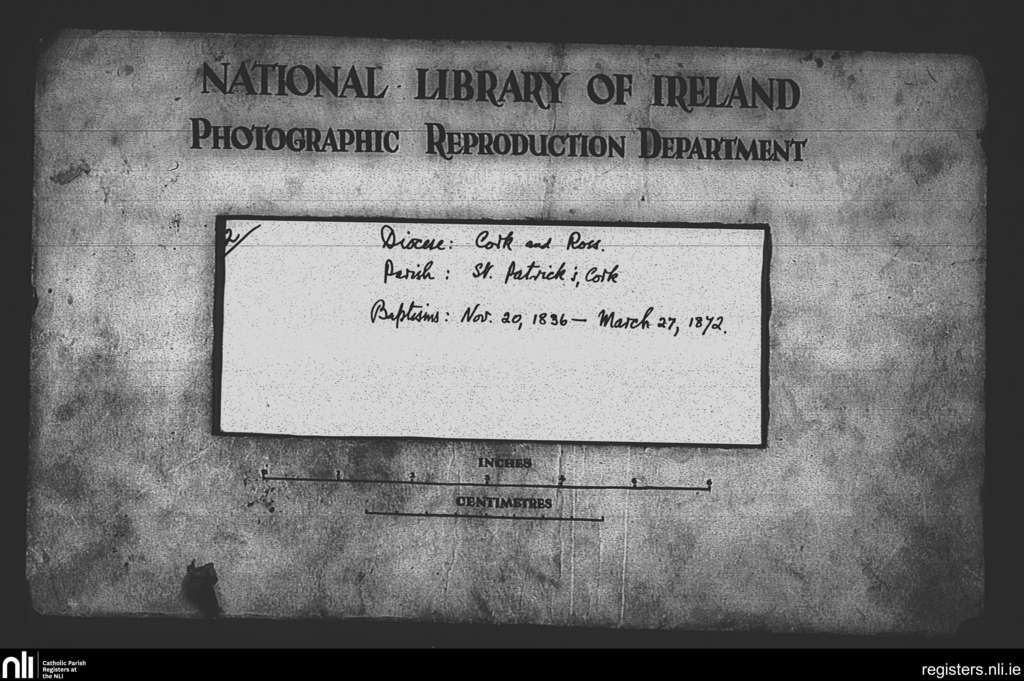 NATIONAL LIBRARY OF IRELAND
PHOTOGRAPHIC REPRODUCTION DEPARTMENT
2/
Diocese: Cork and Ross.
Parish: St. Patrick's, Cork
Baptisms: Nov. 20, 1836 — March 27, 1872.
INCHES
CENTIMETRES
nli
Catholic Parish
Registers at
the NLI
registers.nli.ie